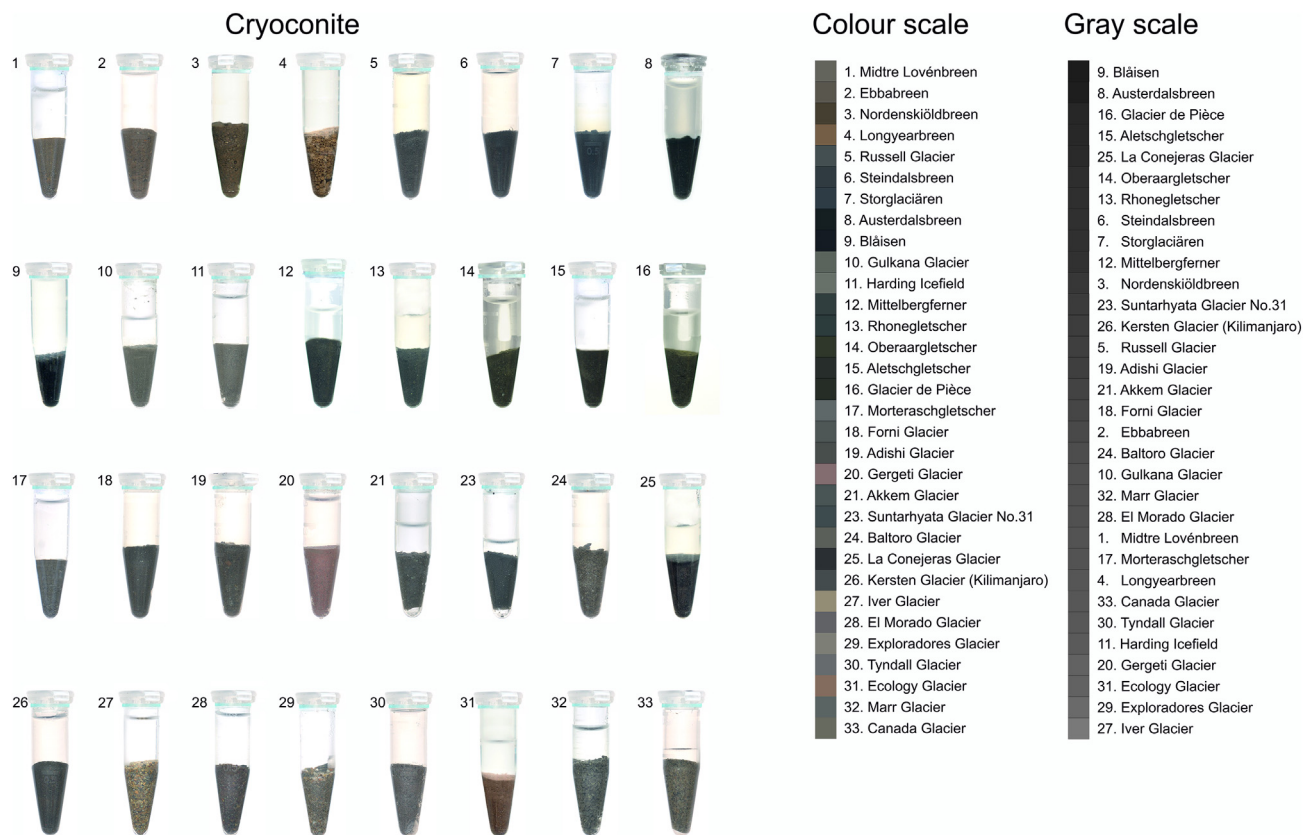 Cryoconite
1 2 3 4 5 6 7 8
9 10 11 12 13 14 15 16
17 18 19 20 21 23 24 25
26 27 28 29 30 31 32 33
Colour scale
1. Midtre Lovénbreen
2. Ebbabreen
3. Nordenskiöldbreen
4. Longyearbreen
5. Russell Glacier
6. Steindalsbreen
7. Storglaciären
8. Austerdalsbreen
9. Blåisen
10. Gulkana Glacier
11. Harding Icefield
12. Mittelbergferner
13. Rhonegletscher
14. Oberaargletscher
15. Aletschgletscher
16. Glacier de Pièce
17. Morteraschgletscher
18. Forni Glacier
19. Adishi Glacier
20. Gergeti Glacier
21. Akkem Glacier
23. Suntarhyata Glacier No.31
24. Baltoro Glacier
25. La Conejeras Glacier
26. Kersten Glacier (Kilimanjaro)
27. Iver Glacier
28. El Morado Glacier
29. Exploradores Glacier
30. Tyndall Glacier
31. Ecology Glacier
32. Marr Glacier
33. Canada Glacier
Gray scale
9. Blåisen
8. Austerdalsbreen
16. Glacier de Pièce
15. Aletschgletscher
25. La Conejeras Glacier
14. Oberaargletscher
13. Rhonegletscher
6. Steindalsbreen
7. Storglaciären
12. Mittelbergferner
3. Nordenskiöldbreen
23. Suntarhyata Glacier No.31
26. Kersten Glacier (Kilimanjaro)
5. Russell Glacier
19. Adishi Glacier
21. Akkem Glacier
18. Forni Glacier
2. Ebbabreen
24. Baltoro Glacier
10. Gulkana Glacier
32. Marr Glacier
28. El Morado Glacier
1. Midtre Lovénbreen
17. Morteraschgletscher
4. Longyearbreen
33. Canada Glacier
30. Tyndall Glacier
11. Harding Icefield
20. Gergeti Glacier
31. Ecology Glacier
29. Exploradores Glacier
27. Iver Glacier